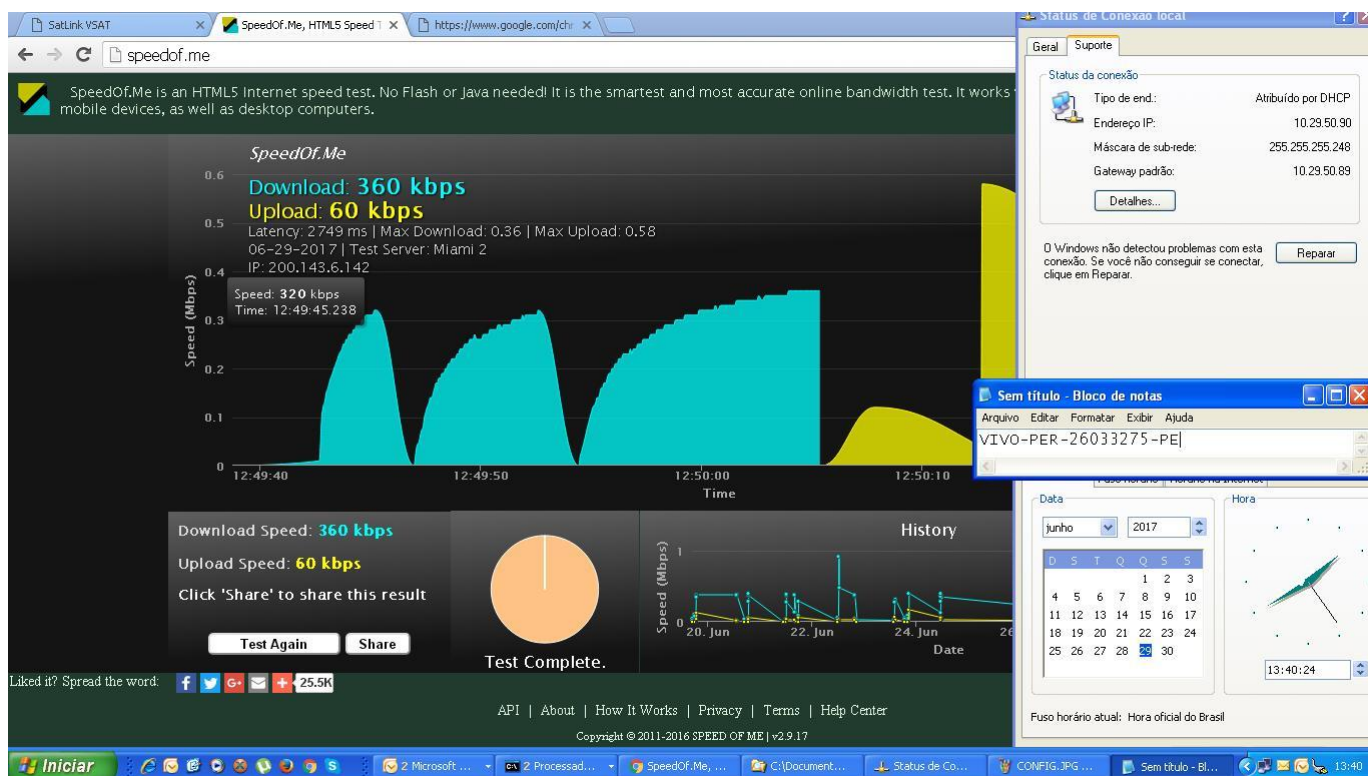 SatLink VSAT
SpeedOf.Me, HTML5 Speed T
https://www.google.com/chr
speedof.me
SpeedOf.Me is an HTML5 Internet speed test. No Flash or Java needed! It is the smartest and most accurate online bandwidth test. It works
mobile devices, as well as desktop computers.
SpeedOf.Me
Download: 360 kbps
Upload: 60 kbps
Latency: 2749 ms | Max Download: 0.36 | Max Upload: 0.58
06-29-2017 | Test Server: Miami 2
IP: 200.143.6.142
Speed: 320 kbps
Time: 12:49:45.238
Speed (Mbps)
0.6
0.5
0.4
0.3
0.2
0.1
0
12:49:40 12:49:50 12:50:00 12:50:10
Time
Download Speed: 360 kbps
Upload Speed: 60 kbps
Click 'Share' to share this result
Test Again Share
Test Complete.
History
Speed (Mbps)
1
0
20. Jun 22. Jun 24. Jun 26
Date
Liked it? Spread the word: 25.5K
API | About | How It Works | Privacy | Terms | Help Center
Copyright © 2011-2016 SPEED OF ME | v2.9.17
Status de Conexão local
Geral Suporte
Status da conexão
Tipo de end.: Atribuído por DHCP
Endereço IP: 10.29.50.90
Máscara de sub-rede: 255.255.255.248
Gateway padrão: 10.29.50.89
Detalhes...
O Windows não detectou problemas com esta
conexão. Se você não conseguir se conectar,
clique em Reparar.
Reparar
Sem título - Bloco de notas
Arquivo Editar Formatar Exibir Ajuda
VIVO-PER-26033275-PE
Data
junho 2017
D S T Q Q S S
1 2 3
4 5 6 7 8 9 10
11 12 13 14 15 16 17
18 19 20 21 22 23 24
25 26 27 28 29 30
Hora
13:40:24
Fuso horário atual: Hora oficial do Brasil
Iniciar
2 Microsoft ...
2 Processad...
SpeedOf.Me, ...
C:\Document...
Status de Co...
CONFIG.JPG ...
Sem título - Bl...
13:40